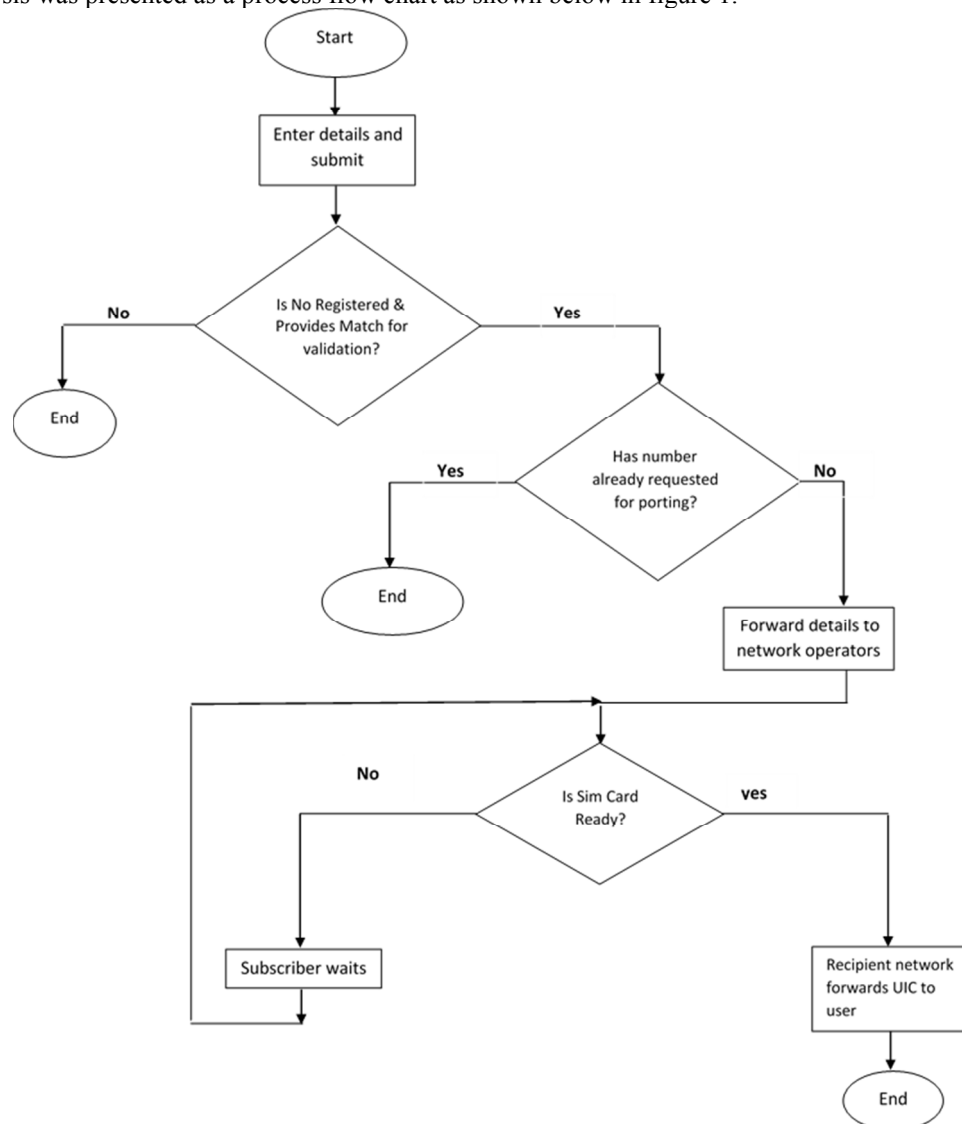 sis was presented as a process flow chart as shown below in figure 1.
Start
Enter details and
submit
Is No Registered &
Provides Match for
validation?
No
Yes
End
Has number
already requested
for porting?
Yes
No
End
Forward details to
network operators
Is Sim Card
Ready?
No
yes
Subscriber waits
Recipient network
forwards UIC to
user
End